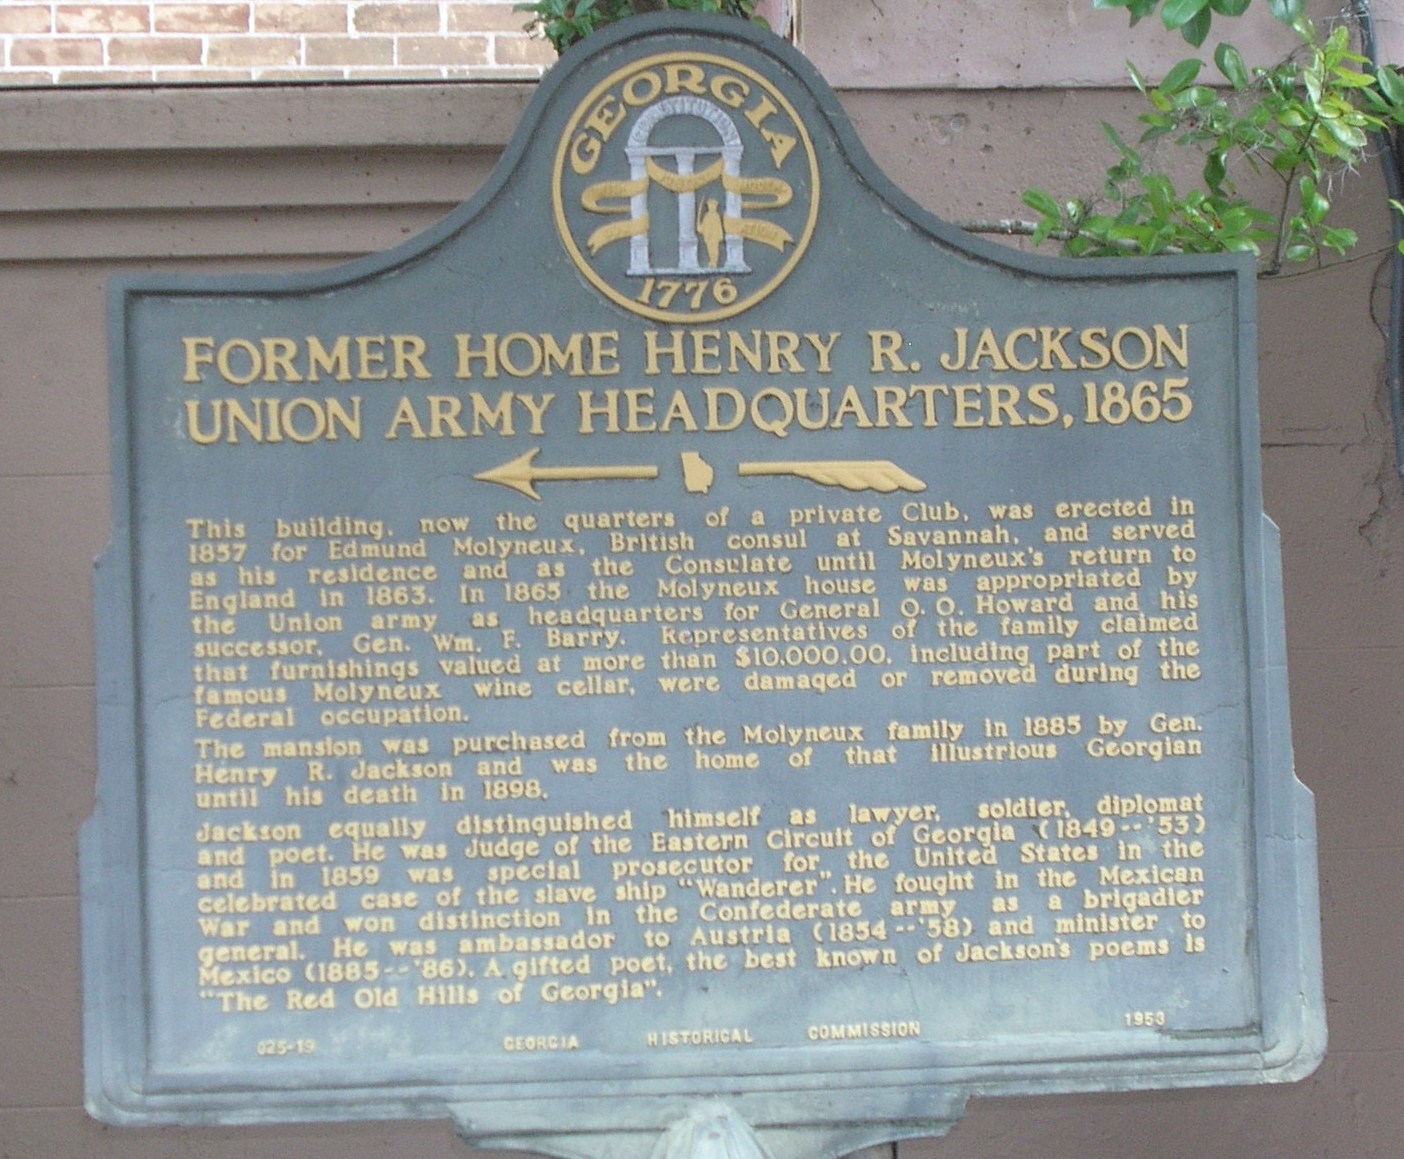 GEORGIA
1776
FORMER HOME HENRY R. JACKSON
UNION ARMY HEADQUARTERS, 1865
This building, now the quarters of a private Club, was erected in
1857 for Edmund Molyneux, British consul at Savannah, and served
as his residence and as the Consulate until Molyneux's return to
England in 1863. In 1865 the Molyneux house was appropriated by
the Union army as headquarters for General O. O. Howard and his
successor, Gen. Wm. F. Barry. Representatives of the family claimed
that furnishings valued at more than $10,000.00, including part of the
famous Molyneux wine cellar, were damaged or removed during the
Federal occupation.
The mansion was purchased from the Molyneux family in 1885 by Gen.
Henry R. Jackson and was the home of that illustrious Georgian
until his death in 1898.
Jackson equally distinguished himself as lawyer, soldier, diplomat
and poet. He was Judge of the Eastern Circuit of Georgia (1849--'53)
and in 1859 was special prosecutor for the United States in the
celebrated case of the slave ship "Wanderer". He fought in the Mexican
War and won distinction in the Confederate army as a brigadier
general. He was ambassador to Austria (1854--'58) and minister to
Mexico (1885--'86). A gifted poet, the best known of Jackson's poems is
"The Red Old Hills of Georgia".
025-19 GEORGIA HISTORICAL COMMISSION 1953